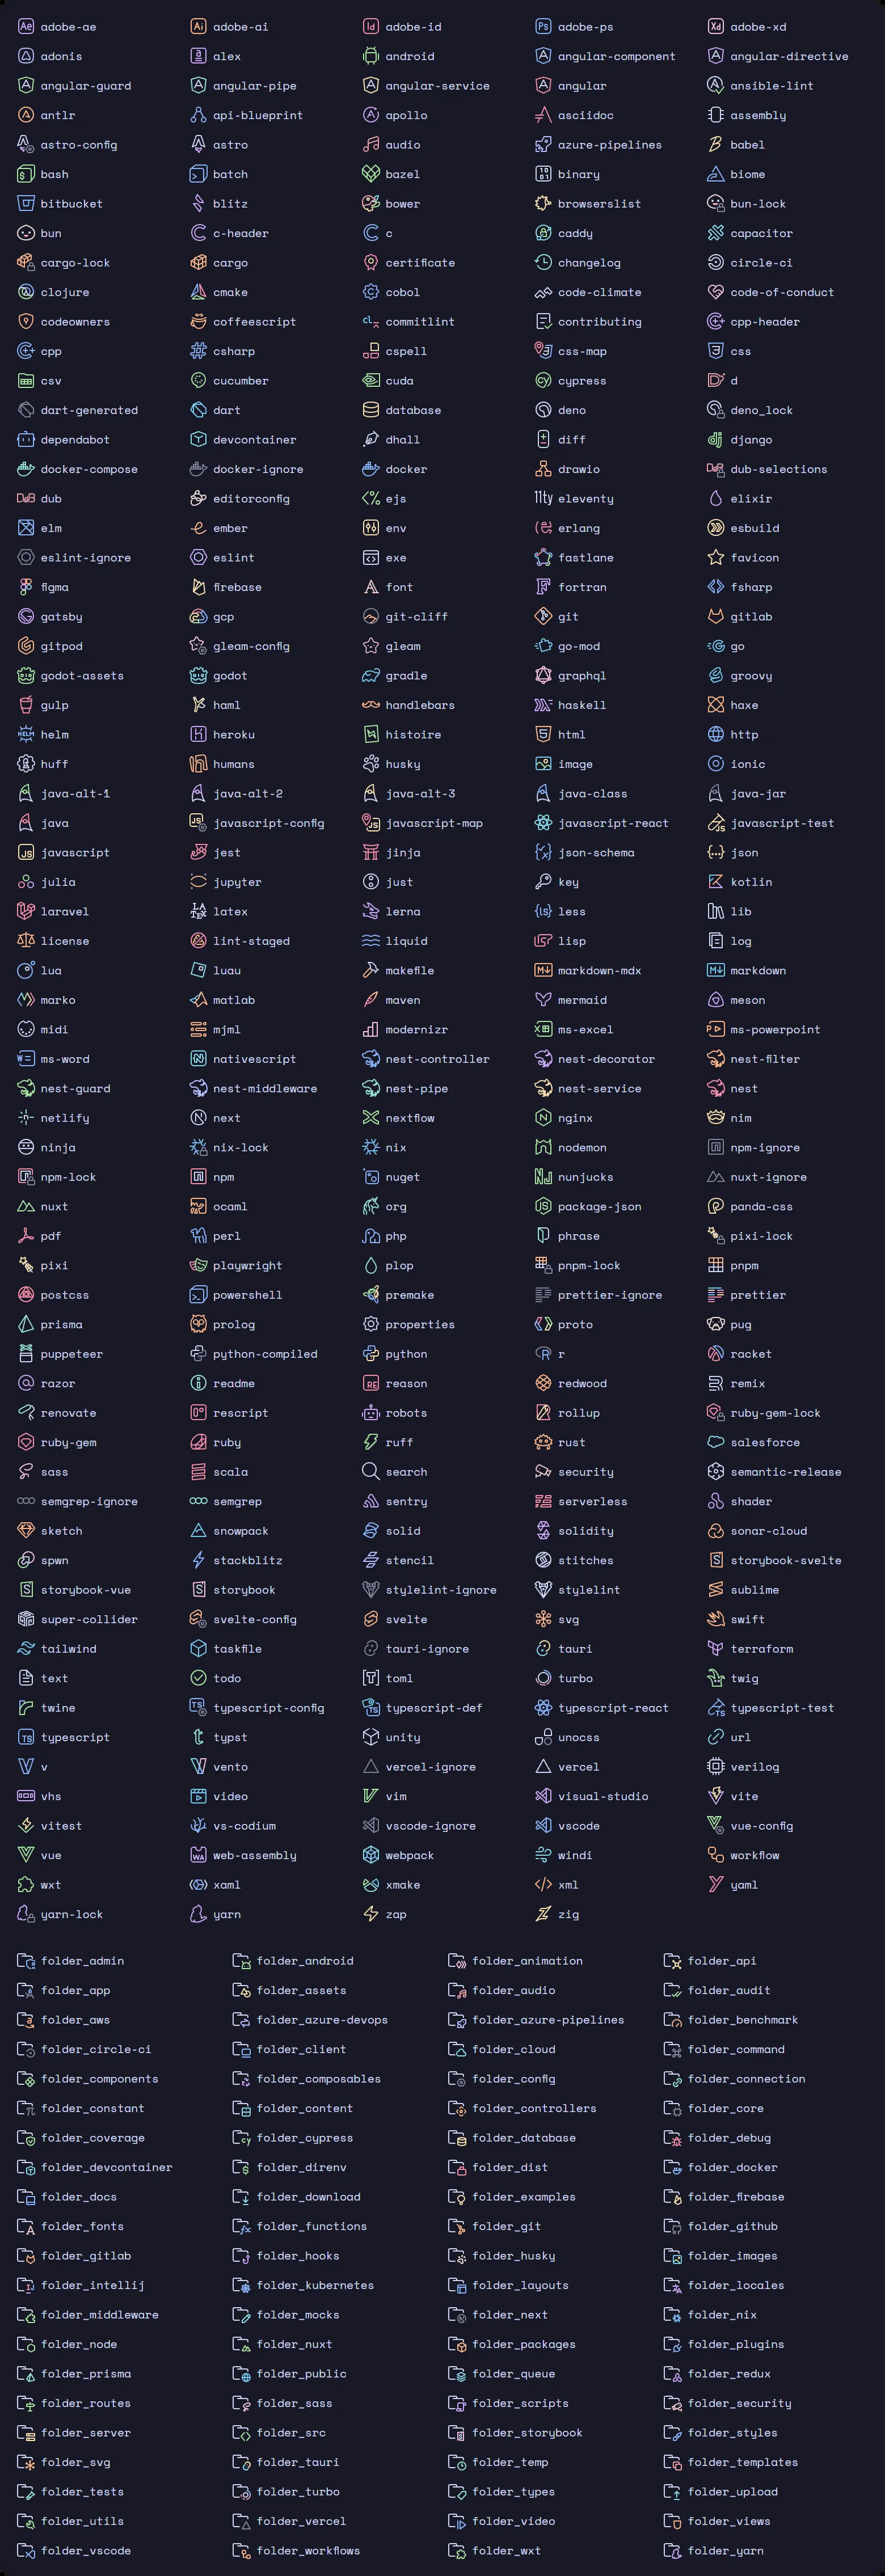 adobe-ae adobe-ai adobe-id adobe-ps adobe-xd
adonis alex android angular-component angular-directive
angular-guard angular-pipe angular-service angular ansible-lint
antlr api-blueprint apollo asciidoc assembly
astro-config astro audio azure-pipelines babel
bash batch bazel binary biome
bitbucket blitz bower browserslist bun-lock
bun c-header c caddy capacitor
cargo-lock cargo certificate changelog circle-ci
clojure cmake cobol code-climate code-of-conduct
codeowners coffeescript commitlint contributing cpp-header
cpp csharp cspell css-map css
csv cucumber cuda cypress d
dart-generated dart database deno deno_lock
dependabot devcontainer dhall diff django
docker-compose docker-ignore docker drawio dub-selections
dub editorconfig ejs eleventy elixir
elm ember env erlang esbuild
eslint-ignore eslint exe fastlane favicon
figma firebase font fortran fsharp
gatsby gcp git-cliff git gitlab
gitpod gleam-config gleam go-mod go
godot-assets godot gradle graphql groovy
gulp haml handlebars haskell haxe
helm heroku histoire html http
huff humans husky image ionic
java-alt-1 java-alt-2 java-alt-3 java-class java-jar
java javascript-config javascript-map javascript-react javascript-test
javascript jest jinja json-schema json
julia jupyter just key kotlin
laravel latex lerna less lib
license lint-staged liquid lisp log
lua luau makefile markdown-mdx markdown
marko matlab maven mermaid meson
midi mjml modernizr ms-excel ms-powerpoint
ms-word nativescript nest-controller nest-decorator nest-filter
nest-guard nest-middleware nest-pipe nest-service nest
netlify next nextflow nginx nim
ninja nix-lock nix nodemon npm-ignore
npm-lock npm nuget nunjucks nuxt-ignore
nuxt ocaml org package-json panda-css
pdf perl php phrase pixi-lock
pixi playwright plop pnpm-lock pnpm
postcss powershell premake prettier-ignore prettier
prisma prolog properties proto pug
puppeteer python-compiled python r racket
razor readme reason redwood remix
renovate rescript robots rollup ruby-gem-lock
ruby-gem ruby ruff rust salesforce
sass scala search security semantic-release
semgrep-ignore semgrep sentry serverless shader
sketch snowpack solid solidity sonar-cloud
spwn stackblitz stencil stitches storybook-svelte
storybook-vue storybook stylelint-ignore stylelint sublime
super-collider svelte-config svelte svg swift
tailwind taskfile tauri-ignore tauri terraform
text todo toml turbo twig
twine typescript-config typescript-def typescript-react typescript-test
typescript typst unity unocss url
v vento vercel-ignore vercel verilog
vhs video vim visual-studio vite
vitest vs-codium vscode-ignore vscode vue-config
vue web-assembly webpack windi workflow
wxt xaml xmake xml yaml
yarn-lock yarn zap zig
folder_admin folder_android folder_animation folder_api
folder_app folder_assets folder_audio folder_audit
folder_aws folder_azure-devops folder_azure-pipelines folder_benchmark
folder_circle-ci folder_client folder_cloud folder_command
folder_components folder_composables folder_config folder_connection
folder_constant folder_content folder_controllers folder_core
folder_coverage folder_cypress folder_database folder_debug
folder_devcontainer folder_direnv folder_dist folder_docker
folder_docs folder_download folder_examples folder_firebase
folder_fonts folder_functions folder_git folder_github
folder_gitlab folder_hooks folder_husky folder_images
folder_intellij folder_kubernetes folder_layouts folder_locales
folder_middleware folder_mocks folder_next folder_nix
folder_node folder_nuxt folder_packages folder_plugins
folder_prisma folder_public folder_queue folder_redux
folder_routes folder_sass folder_scripts folder_security
folder_server folder_src folder_storybook folder_styles
folder_svg folder_tauri folder_temp folder_templates
folder_tests folder_turbo folder_types folder_upload
folder_utils folder_vercel folder_video folder_views
folder_vscode folder_workflows folder_wxt folder_yarn